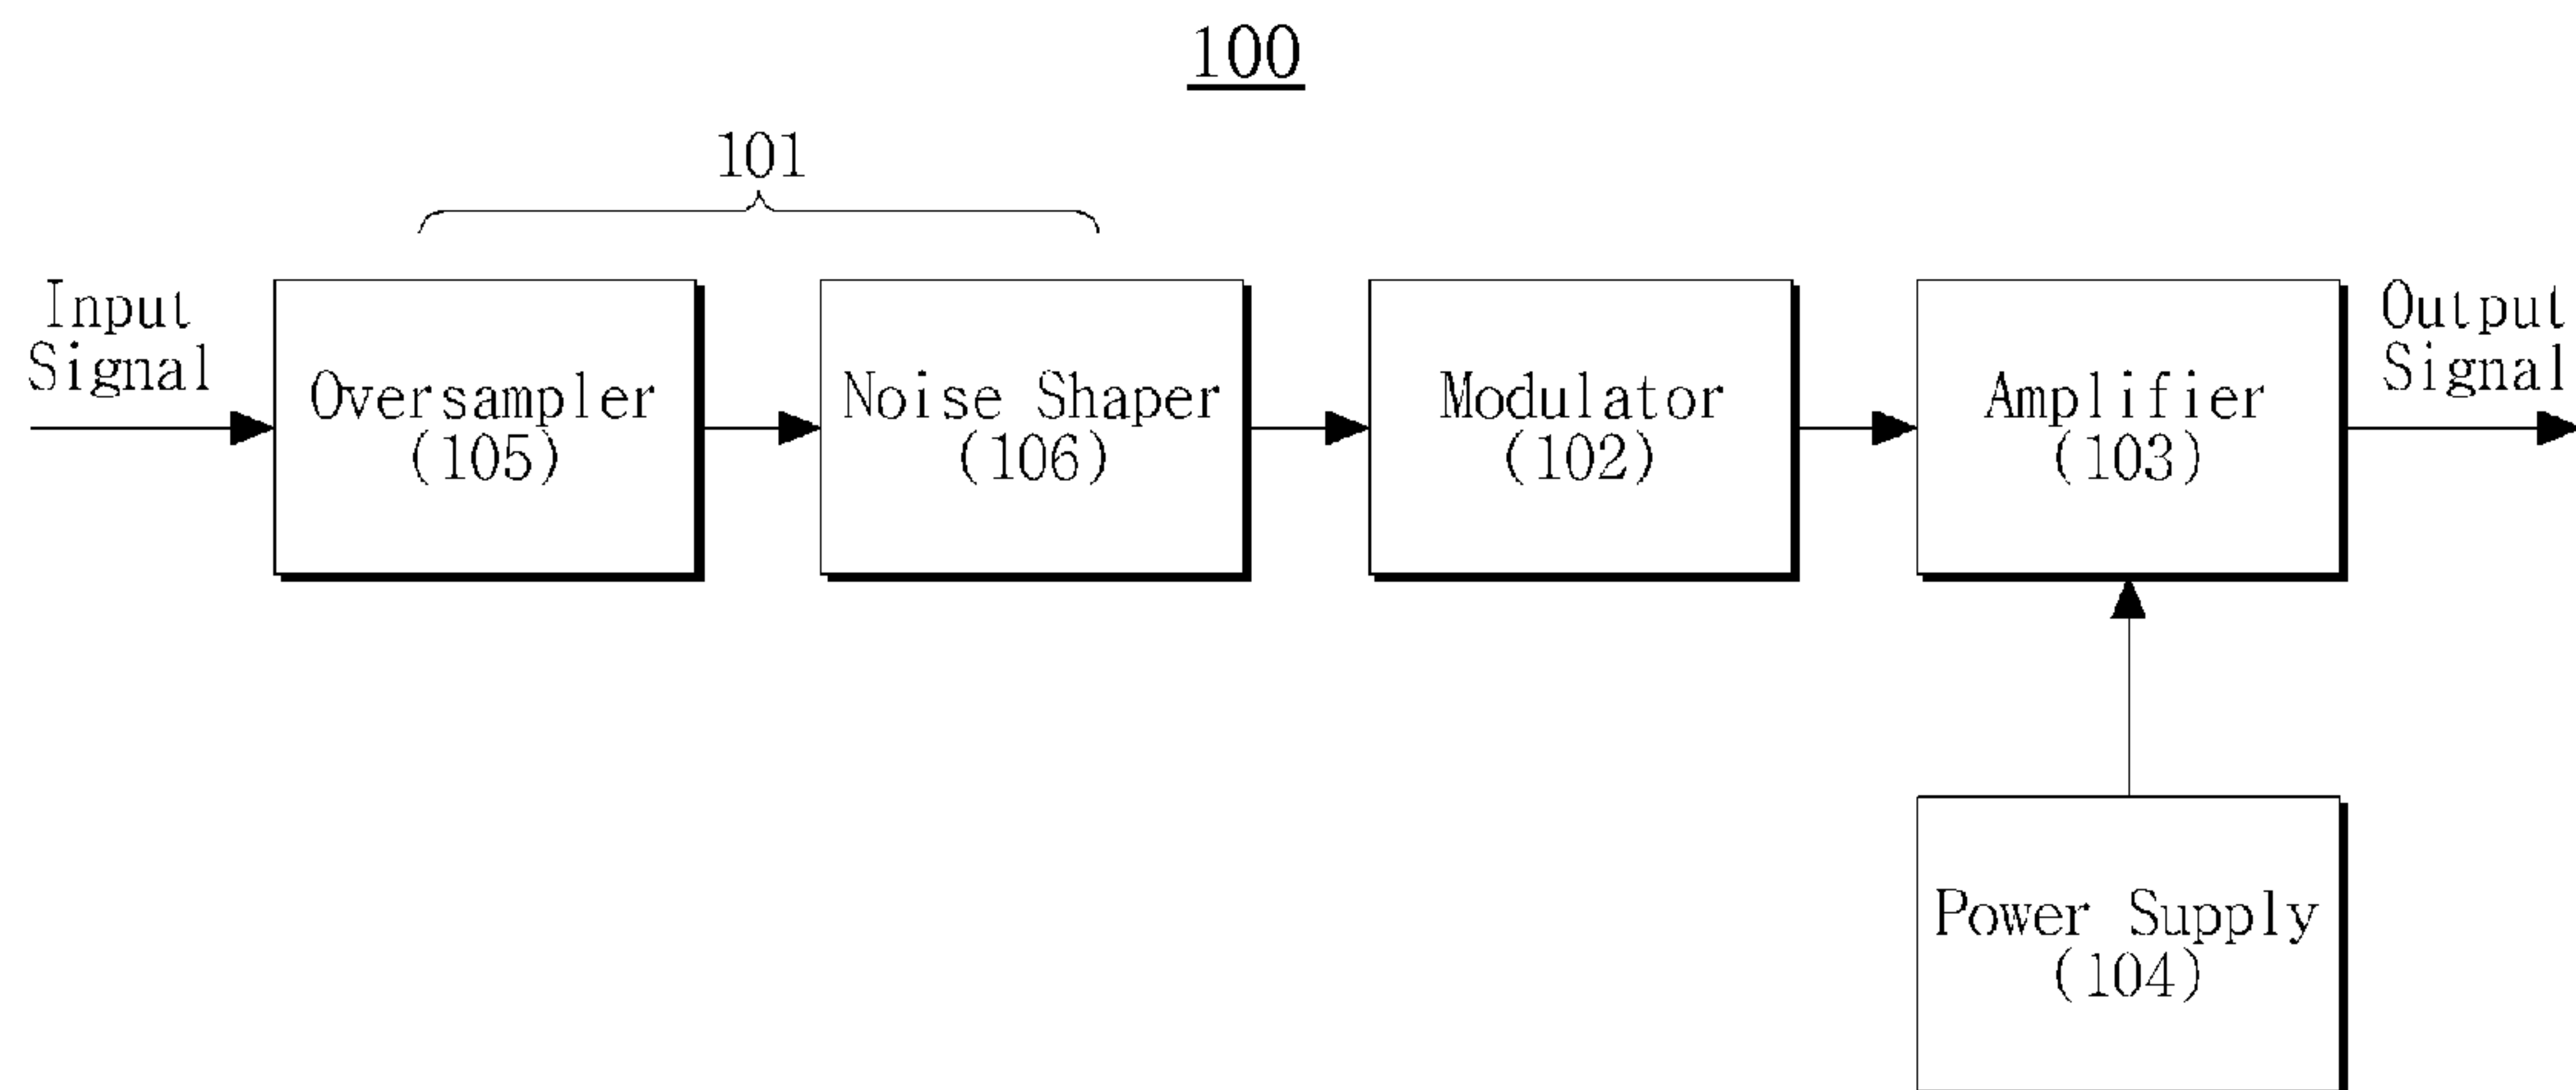 100
101
Input
Signal
Oversampler
(105)
Noise Shaper
(106)
Modulator
(102)
Amplifier
(103)
Output
Signal
Power Supply
(104)